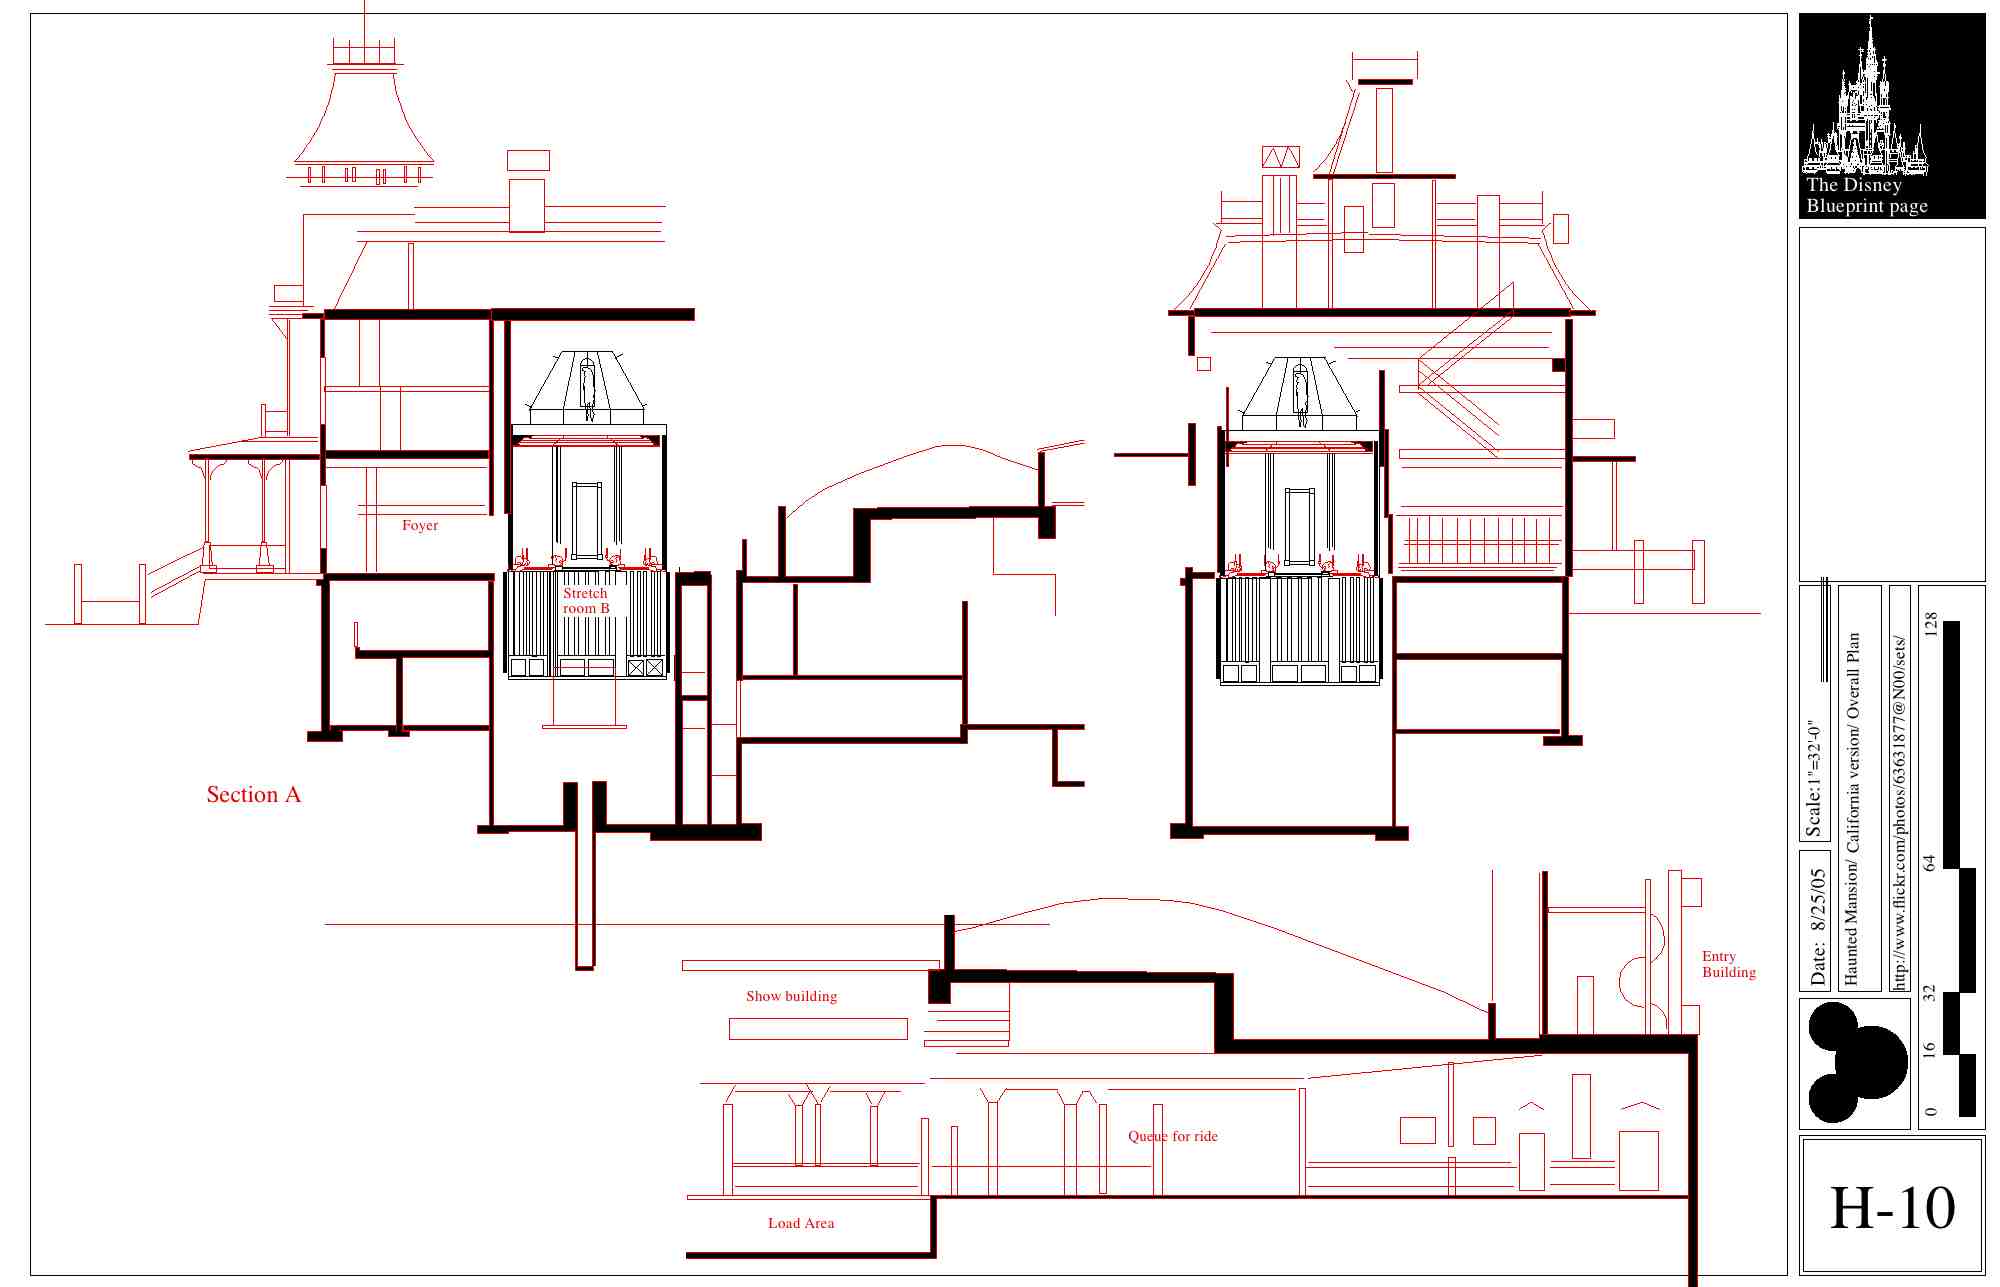 The Disney
Blueprint page
Foyer
Stretch
room B
Section A
Show building
Entry
Building
Queue for ride
Load Area
Scale:1"=32'-0"
Date: 8/25/05
Haunted Mansion/ California version/ Overall Plan
http://www.flickr.com/photos/63631877@N00/sets/
128
64
32
16
0
H-10